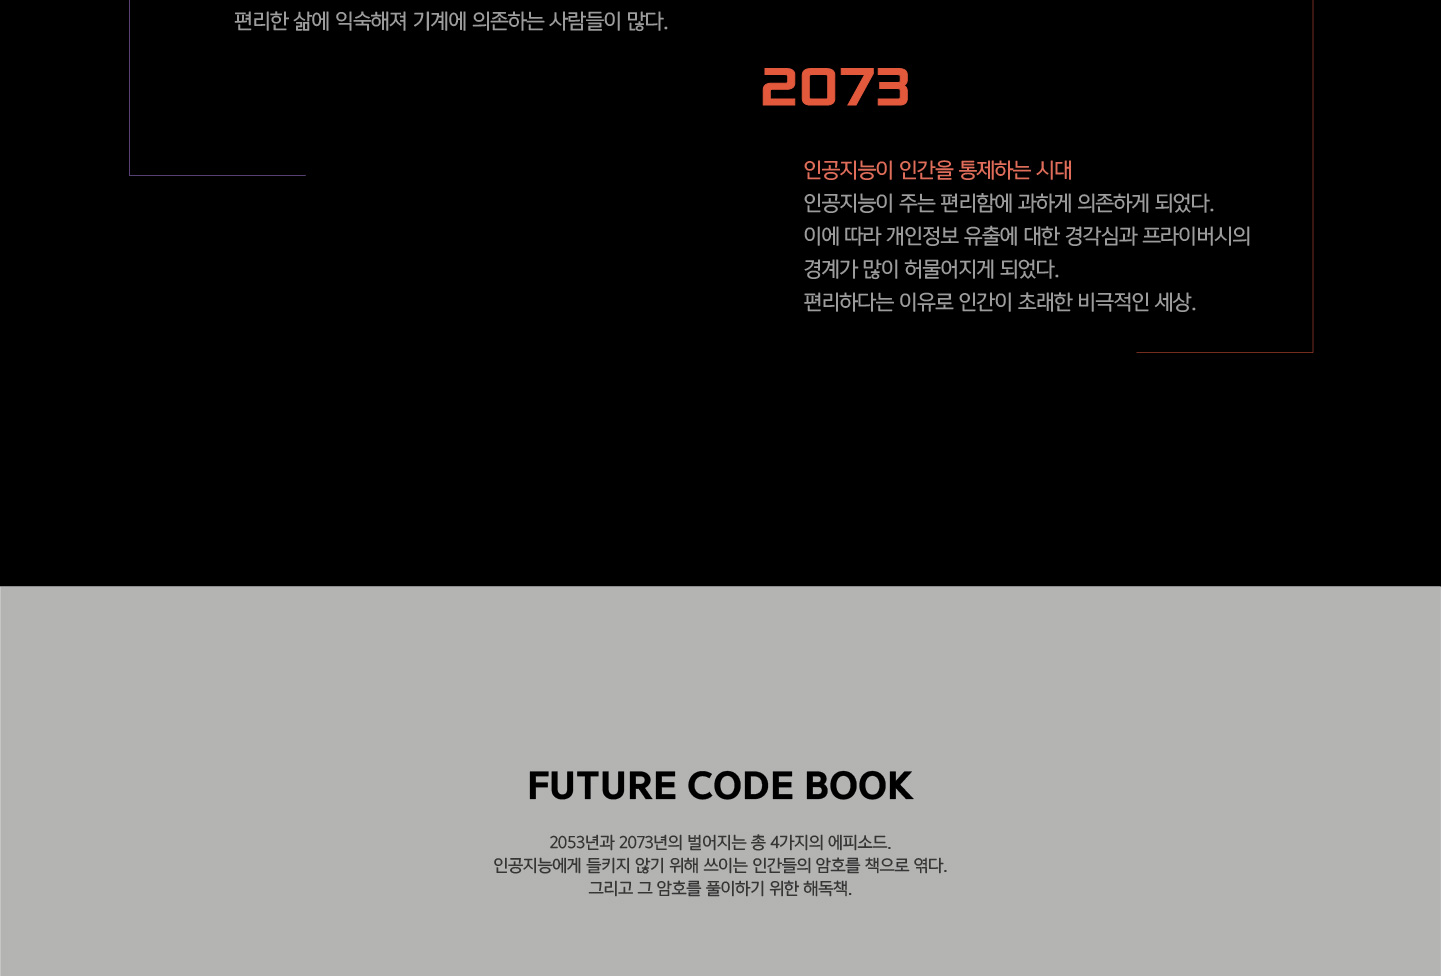 편리한 삶에 익숙해져 기계에 의존하는 사람들이 많다.
2073
인공지능이 인간을 통제하는 시대
인공지능이 주는 편리함에 과하게 의존하게 되었다.
이에 따라 개인정보 유출에 대한 경각심과 프라이버시의
경계가 많이 허물어지게 되었다.
편리하다는 이유로 인간이 초래한 비극적인 세상.
FUTURE CODE BOOK
2053년과 2073년의 벌어지는 총 4가지의 에피소드.
인공지능에게 들키지 않기 위해 쓰이는 인간들의 암호를 책으로 엮다.
그리고 그 암호를 풀이하기 위한 해독책.